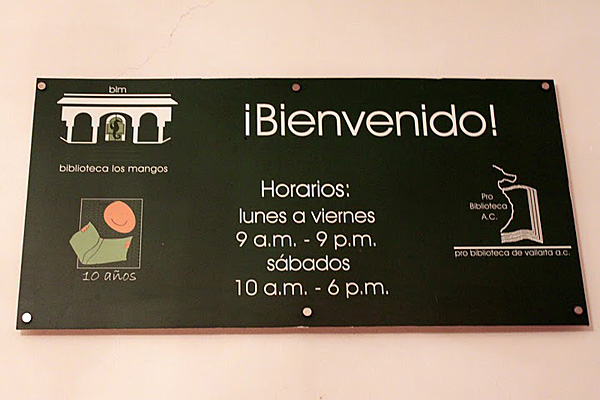 blm
biblioteca los mangos
10 años
¡Bienvenido!
Horarios:
lunes a viernes
9 a.m. - 9 p.m.
sábados
10 a.m. - 6 p.m.
Pro
Biblioteca
A.C.
pro biblioteca de vallarta a.c.